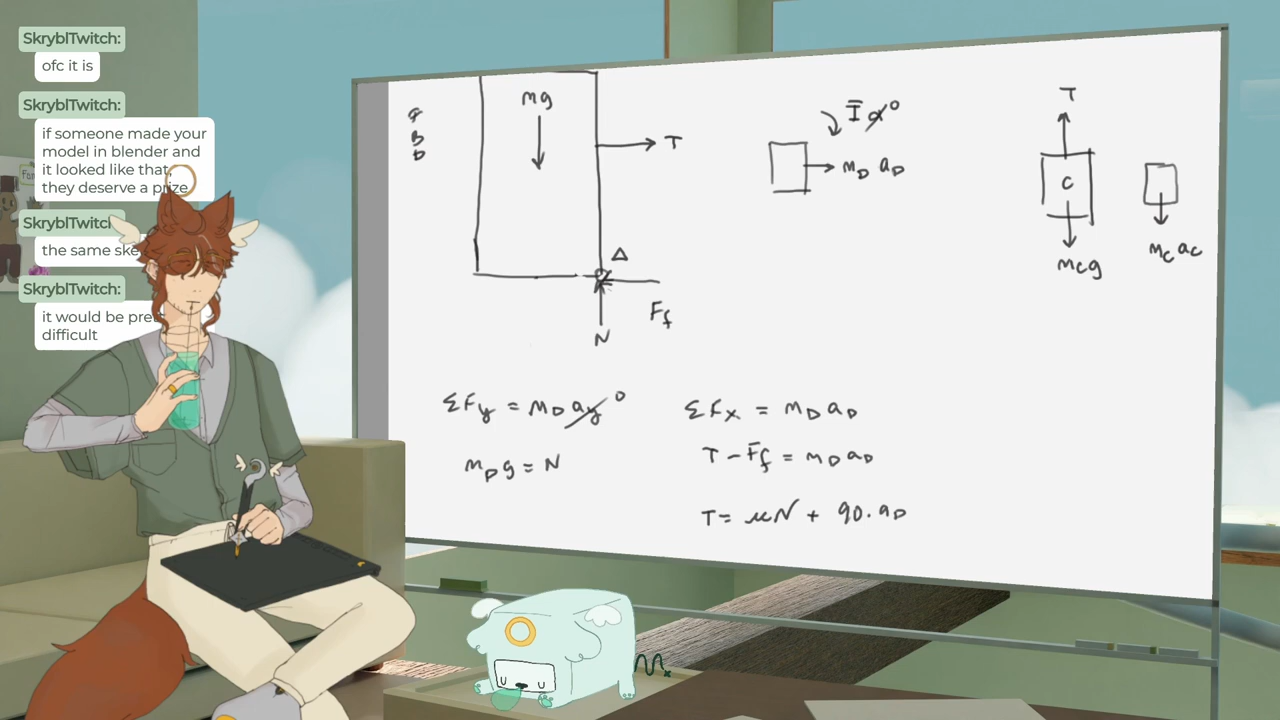 SkryblTwitch:
ofc it is
SkryblTwitch:
if someone made your
model in blender and
it looked like that,
they deserve a prize
SkryblTwitch:
the same
SkryblTwitch:
it would be
difficult
F
B
D
mg
T
Δ
Ff
N
Īα 0
mD aD
T
C
mcg
mc ac
ΣFy = mD ay 0
mDg = N
ΣFx = mD aD
T - Ff = mD aD
T = μN + 90·aD